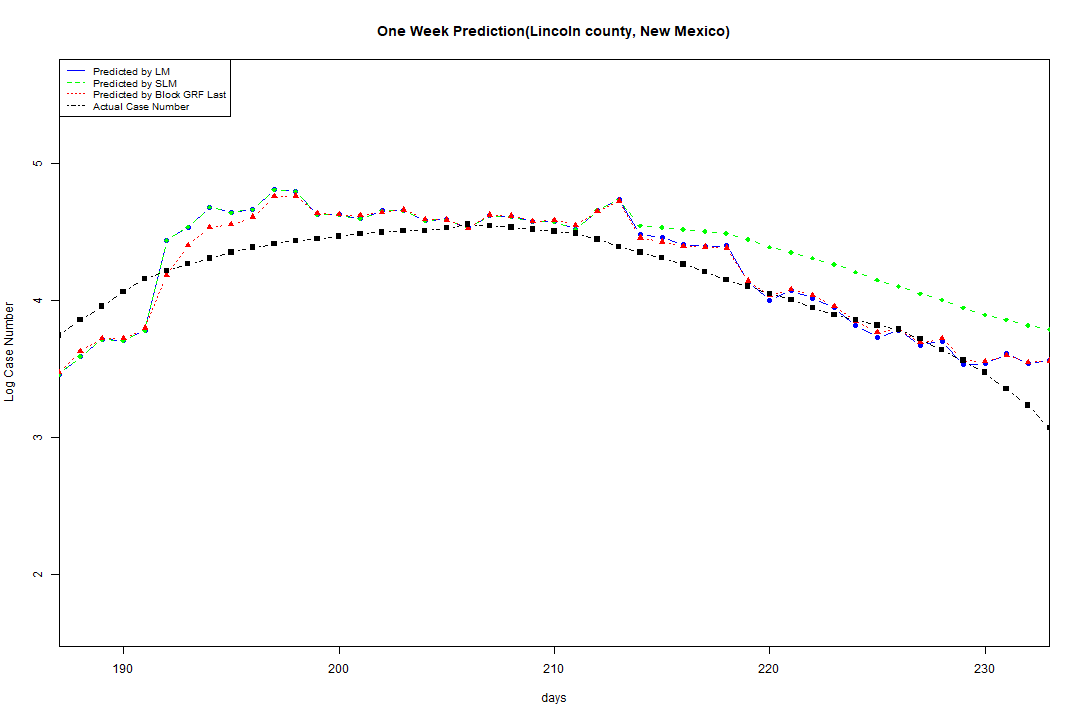 One Week Prediction(Lincoln county, New Mexico)
Predicted by LM
Predicted by SLM
Predicted by Block GRF Last
Actual Case Number
5
4
3
2
Log Case Number
190 200 210 220 230
days